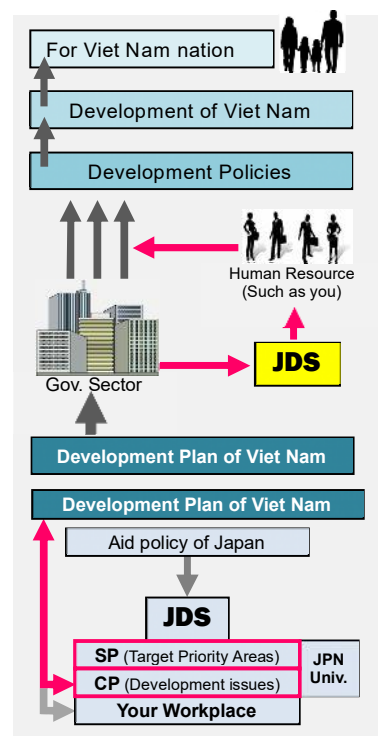 For Viet Nam nation
Development of Viet Nam
Development Policies
Human Resource
(Such as you)
Gov. Sector
JDS
Development Plan of Viet Nam
Development Plan of Viet Nam
Aid policy of Japan
JDS
SP (Target Priority Areas)
CP (Development issues)
JPN
Univ.
Your Workplace